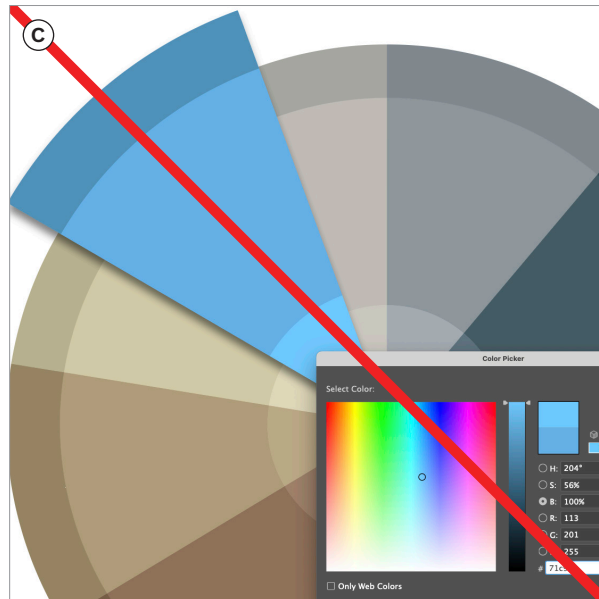 C
Color Picker
Select Color:
H: 204°
S: 56%
B: 100%
R: 113
G: 201
255
#
Only Web Colors